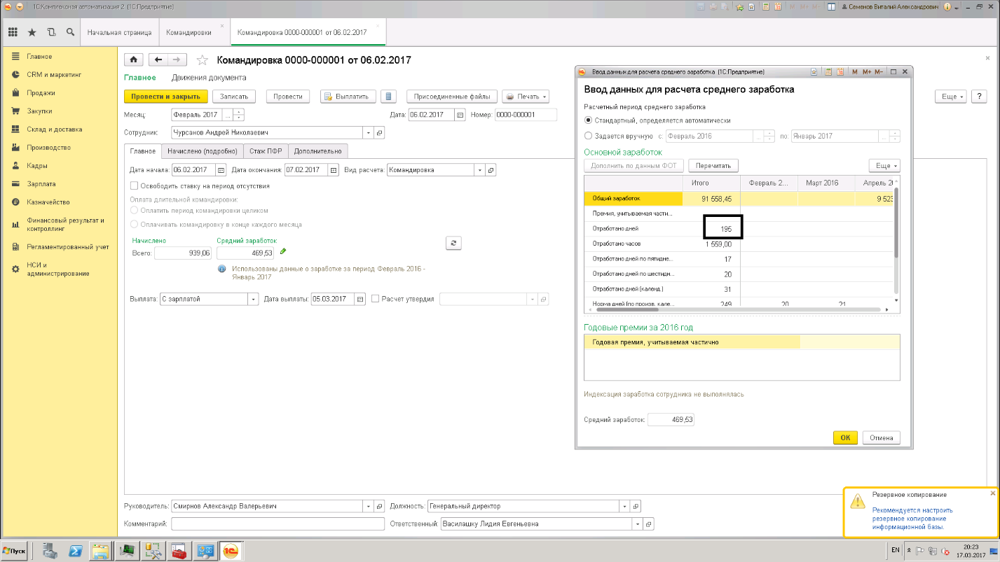 1С:Комплексная автоматизация 2. (1С:Предприятие)
M M+ M-
Семенов Виталий Александрович
Начальная страница
Командировки
Командировка 0000-000001 от 06.02.2017
Главное
CRM и маркетинг
Продажи
Закупки
Склад и доставка
Производство
Кадры
Зарплата
Казначейство
Финансовый результат и
контроллинг
Регламентированный учет
НСИ и
администрирование
Командировка 0000-000001 от 06.02.2017
Главное Движения документа
Провести и закрыть Записать Провести Выплатить Присоединенные файлы Печать Еще ?
Месяц: Февраль 2017 ... Дата: 06.02.2017 Номер: 0000-000001
Сотрудник: Чурсанов Андрей Николаевич
Главное Начислено (подробно) Стаж ПФР Дополнительно
Дата начала: 06.02.2017 Дата окончания: 07.02.2017 Вид расчета: Командировка
Освободить ставку на период отсутствия
Оплата длительной командировки:
Оплатить период командировки целиком
Оплачивать командировку в конце каждого месяца
Начислено Средний заработок
Всего: 939,06 469,53
Использованы данные о заработке за период Февраль 2016 -
Январь 2017
Выплата: С зарплатой Дата выплаты: 05.03.2017 Расчет утвердил
Руководитель: Смирнов Александр Валерьевич Должность: Генеральный директор
Комментарий: Ответственный: Василашку Лидия Евгеньевна
Ввод данных для расчета среднего заработка (1С:Предприятие) M M+ M-
Ввод данных для расчета среднего заработка
Расчетный период среднего заработка
Стандартный, определяется автоматически
Задается вручную с: Февраль 2016 ... по: Январь 2017 ...
Основной заработок
Дополнить по данным ФОТ Перечитать Еще
Итого Февраль 2... Март 2016 Апрель 20
Общий заработок 91 558,45 9 523
Премия, учитываемая части...
Отработано дней 195
Отработано часов 1 559,00
Отработано дней по пятидне... 17
Отработано дней по шестидн... 20
Отработано дней (календ.) 31
Норма дней (по произв. кале... 249 20 21
Годовые премии за 2016 год
Годовая премия, учитываемая частично
Индексация заработка сотрудника не выполнялась
Средний заработок: 469,53
ОК Отмена
Резервное копирование
Рекомендуется настроить
резервное копирование
информационной базы.
Пуск
EN
20:23
17.03.2017